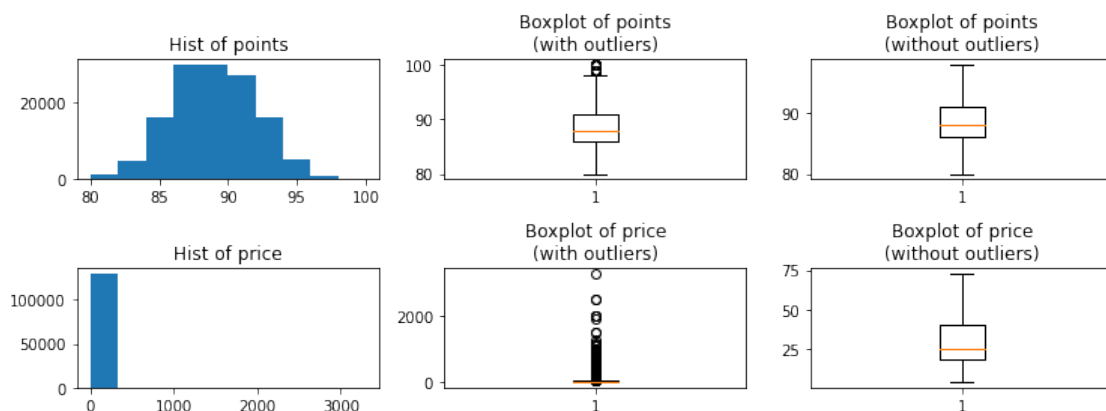 Hist of points
20000
0
80 85 90 95 100
Boxplot of points
(with outliers)
100
90
80
1
Boxplot of points
(without outliers)
90
80
1
Hist of price
100000
50000
0
0 1000 2000 3000
Boxplot of price
(with outliers)
2000
0
1
Boxplot of price
(without outliers)
75
50
25
1